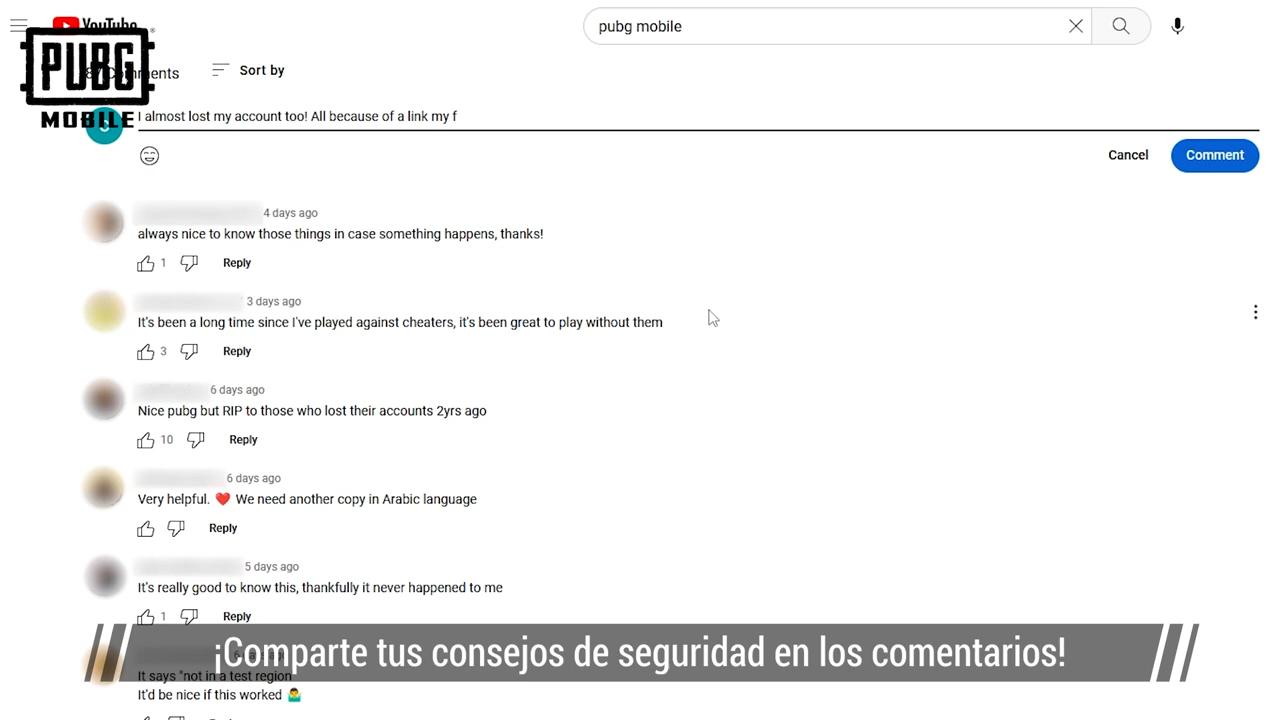 YouTube
pubg mobile
PUBG
MOBILE
Comments
Sort by
I almost lost my account too! All because of a link my f
Cancel
Comment
4 days ago
always nice to know those things in case something happens, thanks!
1
Reply
3 days ago
It's been a long time since I've played against cheaters, it's been great to play without them
3
Reply
6 days ago
Nice pubg but RIP to those who lost their accounts 2yrs ago
10
Reply
6 days ago
Very helpful. ❤️ We need another copy in Arabic language
Reply
5 days ago
It's really good to know this, thankfully it never happened to me
1
Reply
¡Comparte tus consejos de seguridad en los comentarios!
It says "not in a test region
It'd be nice if this worked 🤷‍♂️